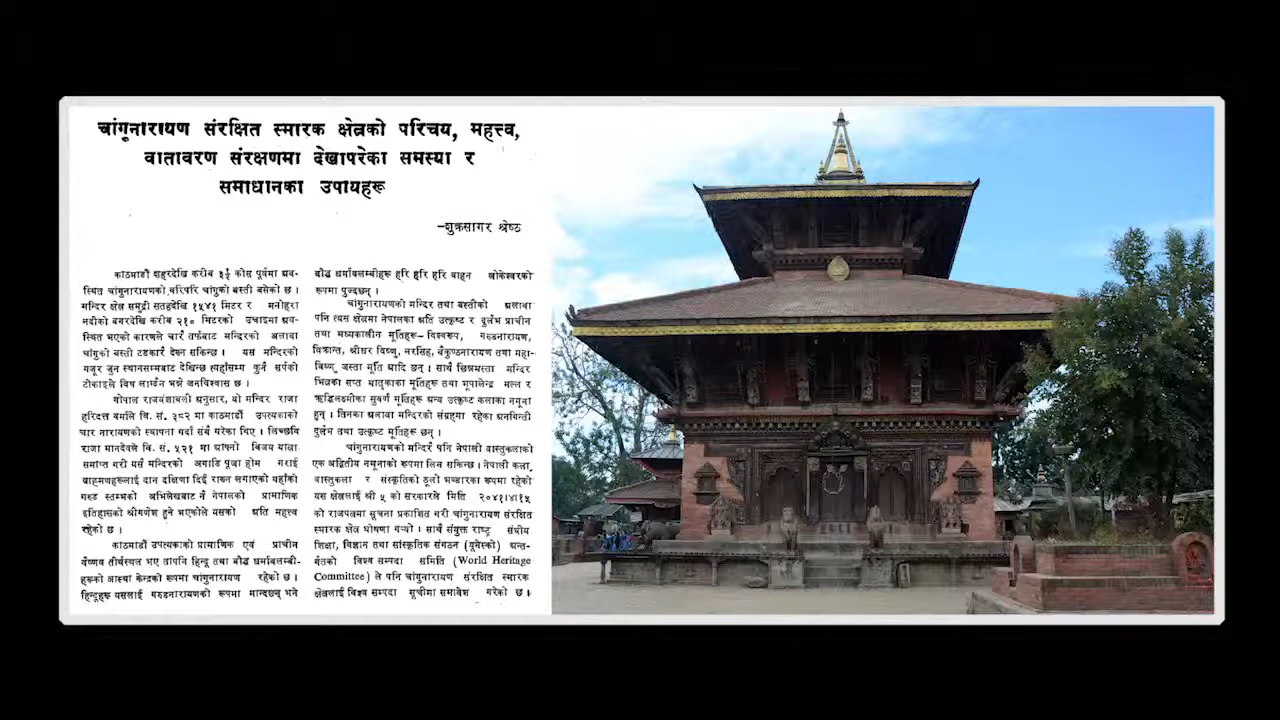 चांगूनारायण संरक्षित स्मारक क्षेत्रको परिचय, महत्त्व,
वातावरण संरक्षणमा देखापरेका समस्या र
समाधानका उपायहरू
–शुक्रसागर श्रेष्ठ
काठमाडौं शहरदेखि करीब ३½ कोस पूर्वमा अव-
स्थित चांगुनारायणको वरिपरि चांगुको बस्ती बसेको छ ।
मन्दिर क्षेत्र समुद्री सतहदेखि १५४१ मिटर र मनोहरा
नदीको बगरदेखि करीब २१० मिटरको उचाइमा अव-
स्थित भएको कारणले चारै तर्फबाट मन्दिरको अलावा
चांगुको बस्ती टड्कारै देख्न सकिन्छ । यस मन्दिरको
गजूर जुन स्थानसम्मबाट देखिन्छ त्यहाँसम्म कुनै सर्पको
टोकाइले विष लाग्दैन भन्ने जनविश्वास छ ।
गोपाल राजवंशावली अनुसार, यो मन्दिर राजा
हरिदत्त वर्माले वि. सं. ३८२ मा काठमाडौं उपत्यकाको
चार नारायणको स्थापना गर्दा सँगै गरेका थिए । लिच्छवि
राजा मानदेवले वि. सं. ५२१ मा आफ्नो विजय यात्रा
समाप्त गरी यसै मन्दिरको अगाडि पूजा होम गराई
ब्राह्मणहरूलाई दान दक्षिणा दिई राख्न लगाएको यहाँको
गरुड स्तम्भको अभिलेखबाट नै नेपालको प्रामाणिक
इतिहासको श्रीगणेश हुने भएकोले यसको अति महत्त्व
रहेको छ ।
काठमाडौं उपत्यकाको प्रामाणिक एवं प्राचीन
वैष्णव तीर्थस्थल भए तापनि हिन्दू तथा बौद्ध धर्मावलम्बी-
हरूको आस्था केन्द्रको रूपमा चांगुनारायण रहेको छ ।
हिन्दूहरू यसलाई गरुडनारायणको रूपमा मान्दछन् भने
बौद्ध धर्मावलम्बीहरू हरि हरि हरि वाहन लोकेश्वरको
रूपमा पुज्दछन् ।
चांगुनारायणको मन्दिर तथा बस्तीको अलावा
पनि त्यस क्षेत्रमा नेपालका अति उत्कृष्ट र दुर्लभ प्राचीन
तथा मध्यकालीन मूर्तिहरू– विश्वरूप, गरुडनारायण,
विक्रान्त, श्रीधर विष्णु, नरसिंह, वैकुण्ठनारायण तथा महा-
विष्णु जस्ता मूर्ति आदि छन् । साथै छिन्नमस्ता मन्दिर
भित्रका सप्त मातृकाका मूर्तिहरू तथा भूपालेन्द्र मल्ल र
ऋद्धिलक्ष्मीका सुवर्ण मूर्तिहरू अन्य उत्कृष्ट कलाका नमूना
हुन् । तिनका अलावा मन्दिरको संग्रहमा रहेका अनगिन्ती
दुर्लभ तथा उत्कृष्ट मूर्तिहरू छन् ।
चांगुनारायणको मन्दिर पनि नेपाली वास्तुकलाको
एक अद्वितीय नमूनाको रूपमा लिन सकिन्छ । नेपाली कला,
वास्तुकला र संस्कृतिको ठूलो भण्डारका रूपमा रहेको
यस क्षेत्रलाई श्री ५ को सरकारले मिति २०४१।४।१५
को राजपत्रमा सूचना प्रकाशित गरी चांगुनारायण संरक्षित
स्मारक क्षेत्र घोषणा गर्‍यो । साथै संयुक्त राष्ट्र संघीय
शिक्षा, विज्ञान तथा सांस्कृतिक संगठन (यूनेस्को) अन्त-
र्गतको विश्व सम्पदा समिति (World Heritage
Committee) ले पनि चांगुनारायण संरक्षित स्मारक
क्षेत्रलाई विश्व सम्पदा सूचीमा समावेश गरेको छ ।